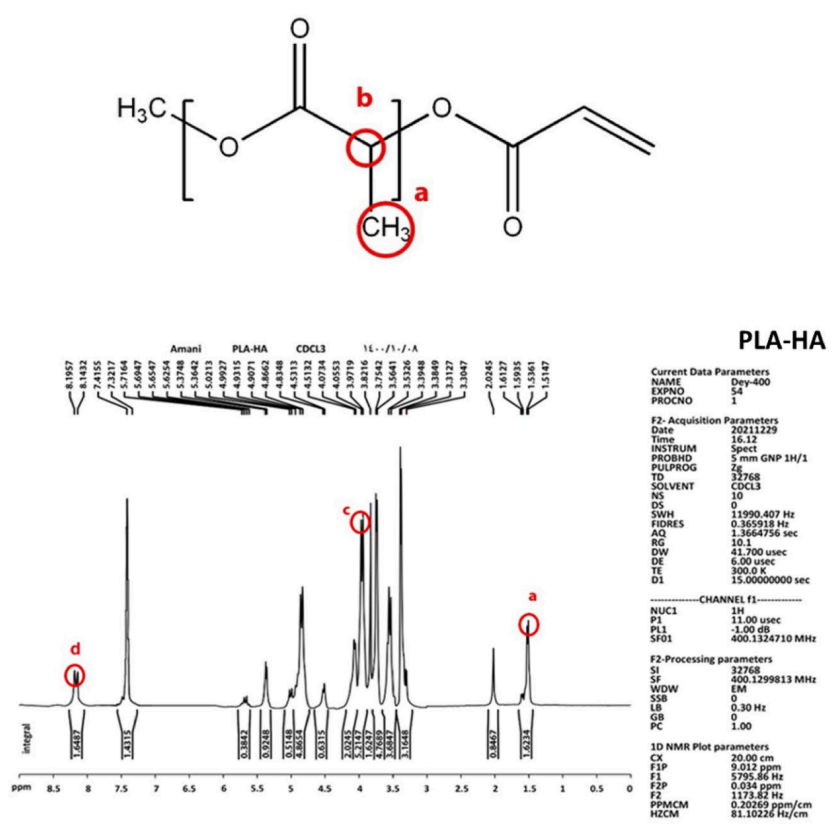 O
H₃C
b
O
O
a
O
CH₃
O
PLA-HA
Amani PLA-HA CDCL3 ١٤٠٠/١٠/٠٨
8.1957
8.1432
7.4155
7.3217
5.7164
5.6947
5.6547
5.6254
5.3748
5.3642
5.0213
4.9927
4.9315
4.9071
4.8662
4.8348
4.5313
4.5132
4.0734
4.0553
3.9719
3.8216
3.7542
3.5641
3.5326
3.3948
3.3849
3.3127
3.3047
2.0245
1.6127
1.5935
1.5361
1.5147
d
c
a
integral
1.6487
1.4315
0.3842
0.9248
0.5148
4.8654
0.6315
2.0245
5.2147
1.6247
4.7689
3.6847
3.1648
0.8467
1.6234
ppm 8.5 8 7.5 7 6.5 6 5.5 5 4.5 4 3.5 3 2.5 2 1.5 1 0.5 0
Current Data Parameters
NAME Dey-400
EXPNO 54
PROCNO 1
F2- Acquisition Parameters
Date 20211229
Time 16.12
INSTRUM Spect
PROBHD 5 mm GNP 1H/1
PULPROG Zg
TD 32768
SOLVENT CDCL3
NS 10
DS 0
SWH 11990.407 Hz
FIDRES 0.365918 Hz
AQ 1.3664756 sec
RG 10.1
DW 41.700 usec
DE 6.00 usec
TE 300.0 K
D1 15.00000000 sec
--------------CHANNEL f1-------------
NUC1 1H
P1 11.00 usec
PL1 -1.00 dB
SF01 400.1324710 MHz
F2-Processing parameters
SI 32768
SF 400.1299813 MHz
WDW EM
SSB 0
LB 0.30 Hz
GB 0
PC 1.00
1D NMR Plot parameters
CX 20.00 cm
F1P 9.012 ppm
F1 5795.86 Hz
F2P 0.034 ppm
F2 1173.82 Hz
PPMCM 0.20269 ppm/cm
HZCM 81.10226 Hz/cm